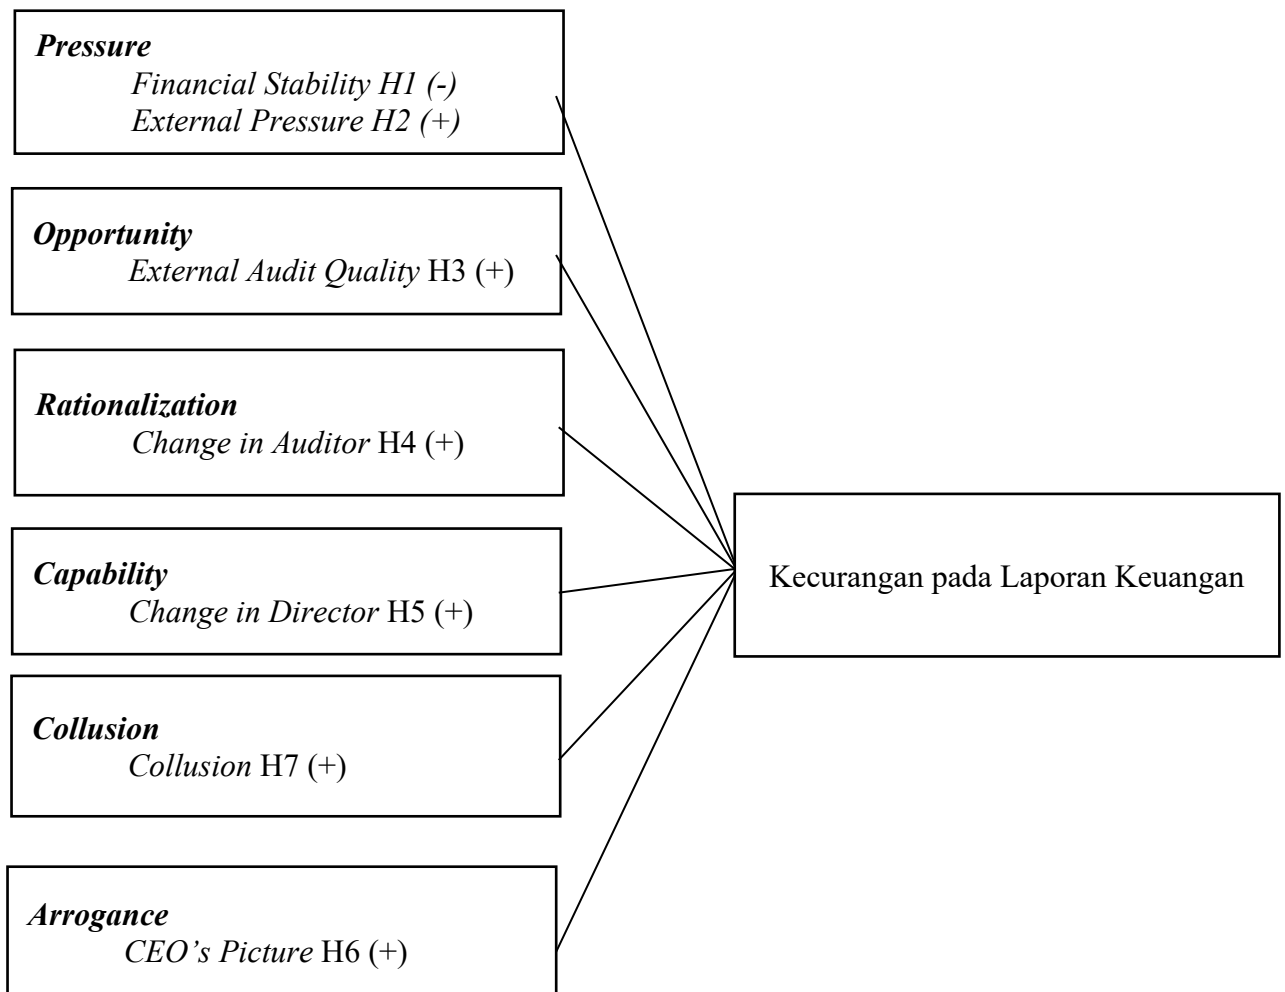 Pressure
Financial Stability H1 (-)
External Pressure H2 (+)
Opportunity
External Audit Quality H3 (+)
Rationalization
Change in Auditor H4 (+)
Capability
Change in Director H5 (+)
Collusion
Collusion H7 (+)
Arrogance
CEO’s Picture H6 (+)
Kecurangan pada Laporan Keuangan